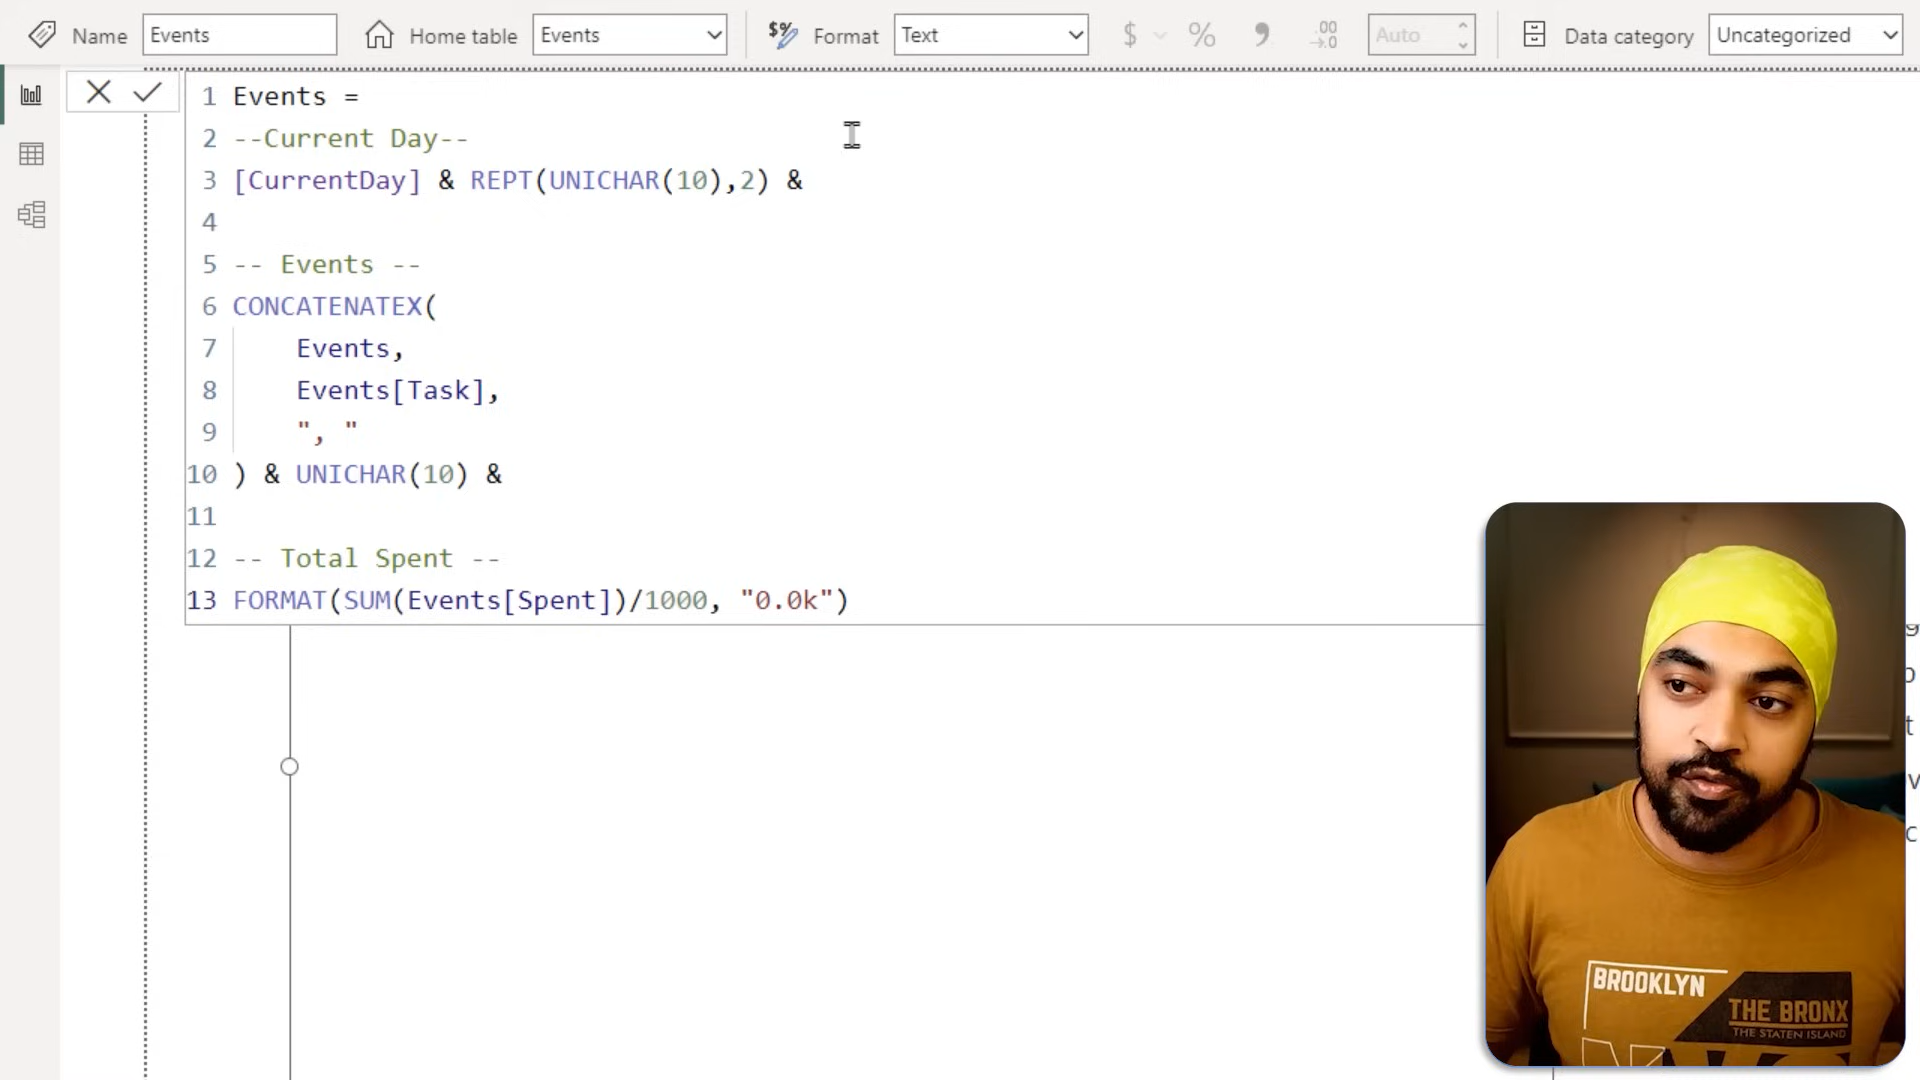 Name Events Home table Events Format Text $ % Auto Data category Uncategorized
1 Events =
2 --Current Day--
3 [CurrentDay] & REPT(UNICHAR(10),2) &
4
5 -- Events --
6 CONCATENATEX(
7 Events,
8 Events[Task],
9 ", "
10 ) & UNICHAR(10) &
11
12 -- Total Spent --
13 FORMAT(SUM(Events[Spent])/1000, "0.0k")
BROOKLYN
THE BRONX
THE STATEN ISLAND